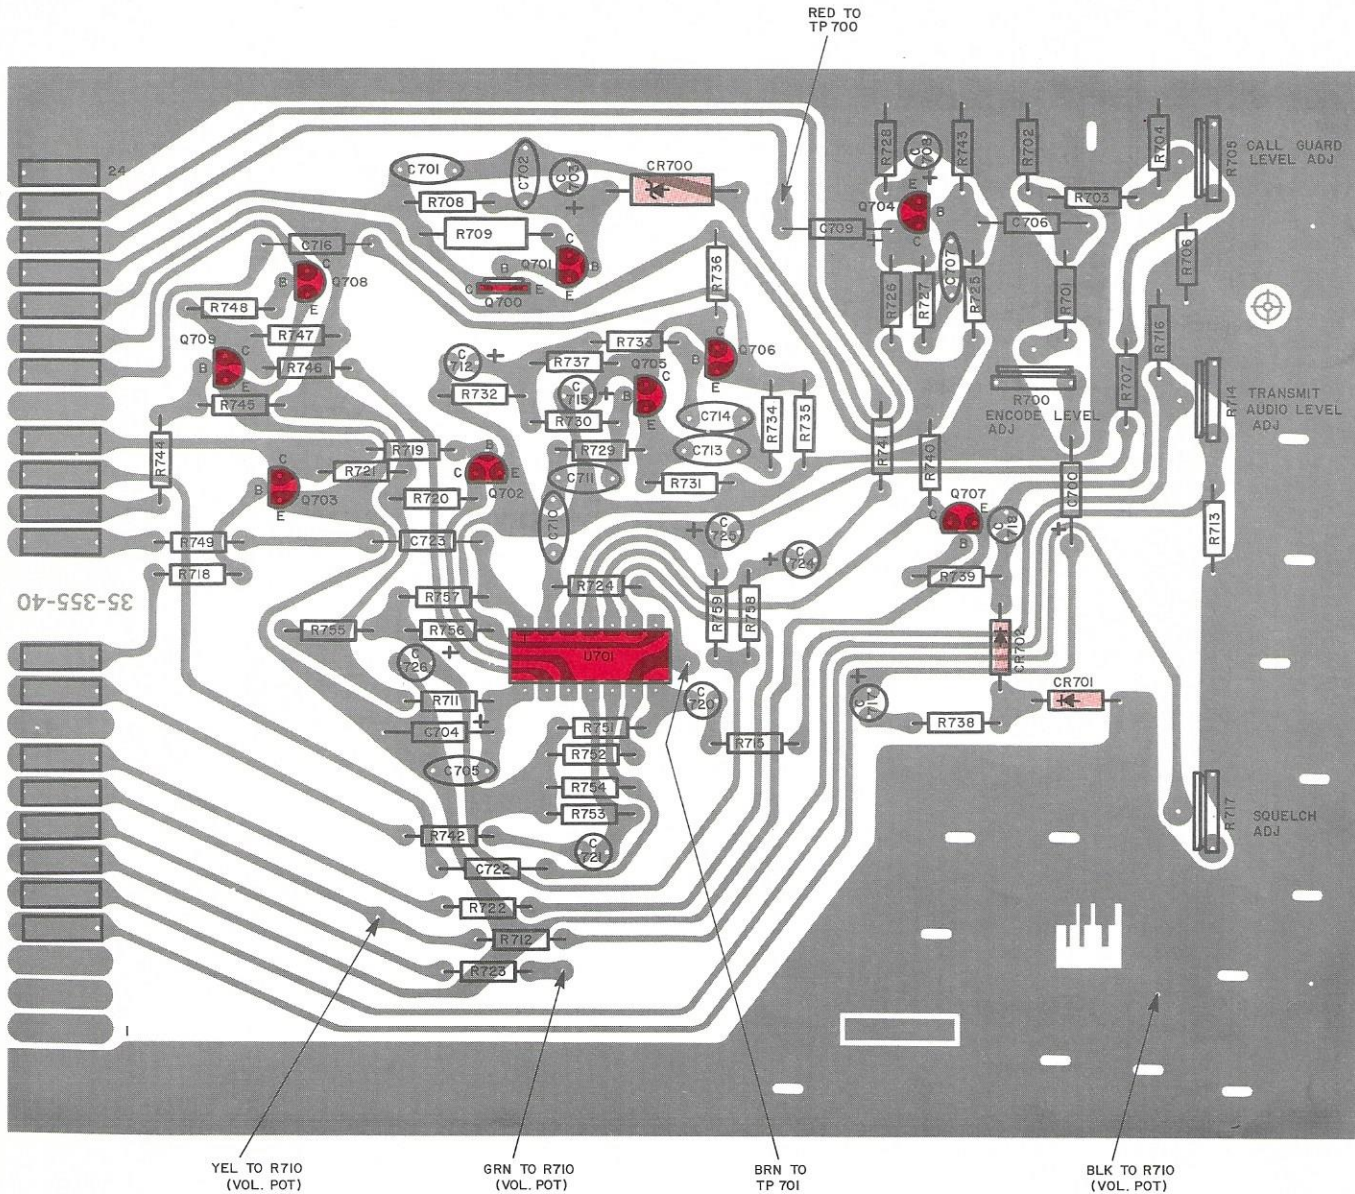 RED TO
TP 700
24
C701
C702
C
703
+
CR700
R728
C
708
+
R743
R702
R704
R705
CALL GUARD
LEVEL ADJ
R708
R709
Q704
E
B
C
R703
C709
+
C706
R706
C716
Q701
C
B
E
B
C
E
Q700
R736
C707
C
B
E
Q708
R726
R727
R725
R701
R748
R747
R746
Q709
C
B
E
R745
C
712
+
R732
R737
R733
C
715
+
R730
Q705
B
C
E
C
B
E
Q706
R716
R707
R700
ENCODE LEVEL
ADJ
R714
TRANSMIT
AUDIO LEVEL
ADJ
C714
C713
R734
R735
R744
R719
R721
R720
C
B
E
Q703
B
C
E
Q702
R729
C711
R731
R741
R740
Q707
C
E
B
C
718
C700
+
R713
C710
R749
R718
C723
+
C
725
+
C
724
R739
35-355-40
R757
R724
R755
R756
R759
R758
C
726
+
1
U701
CR702
R711
C704
+
C705
C
720
+
C
717
CR701
R738
R751
R752
R754
R753
R715
R742
C722
C
721
R717
SQUELCH
ADJ
R722
R712
R723
1
YEL TO R710
(VOL. POT)
GRN TO R710
(VOL. POT)
BRN TO
TP 701
BLK TO R710
(VOL. POT)